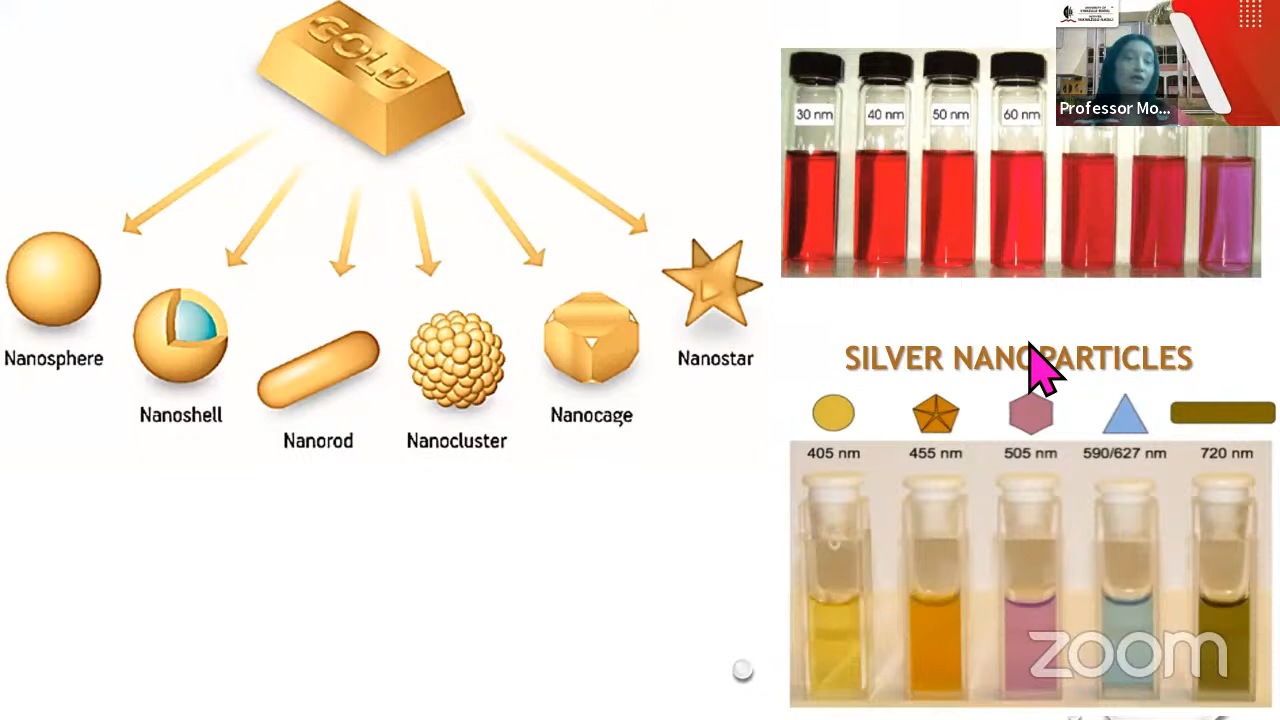 GOLD
Nanosphere
Nanoshell
Nanorod
Nanocluster
Nanocage
Nanostar
30 nm
40 nm
50 nm
60 nm
Professor Mo...
SILVER NANOPARTICLES
405 nm
455 nm
505 nm
590/627 nm
720 nm
zoom